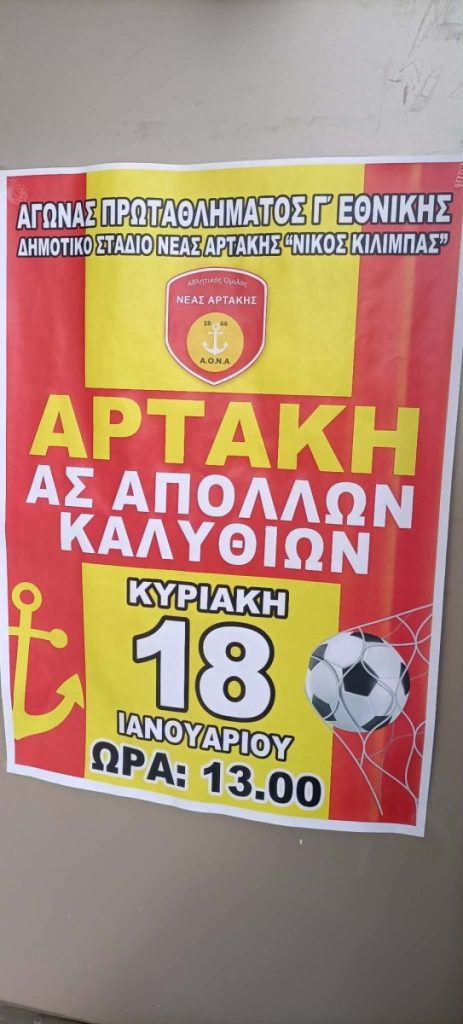 ΑΓΩΝΑΣ ΠΡΩΤΑΘΛΗΜΑΤΟΣ Γ΄ ΕΘΝΙΚΗΣ
ΔΗΜΟΤΙΚΟ ΣΤΑΔΙΟ ΝΕΑΣ ΑΡΤΑΚΗΣ “ΝΙΚΟΣ ΚΙΛΙΜΠΑΣ”
Αθλητικός Όμιλος
ΝΕΑΣ ΑΡΤΑΚΗΣ
19 66
Α.Ο.Ν.Α
ΑΡΤΑΚΗ
ΑΣ ΑΠΟΛΛΩΝ
ΚΑΛΥΘΙΩΝ
ΚΥΡΙΑΚΗ
18
ΙΑΝΟΥΑΡΙΟΥ
ΩΡΑ: 13.00